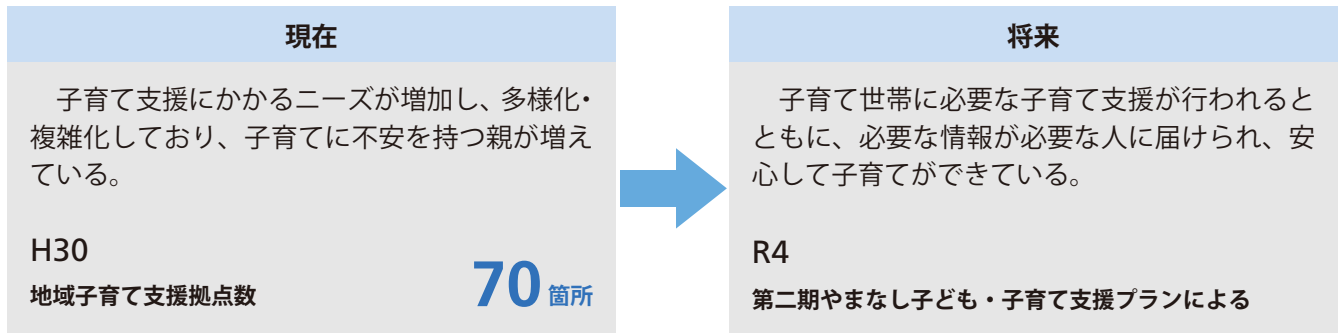 現在
子育て支援にかかるニーズが増加し、多様化・
複雑化しており、子育てに不安を持つ親が増え
ている。
H30
地域子育て支援拠点数
70箇所
将来
子育て世帯に必要な子育て支援が行われると
ともに、必要な情報が必要な人に届けられ、安
心して子育てができている。
R4
第二期やまなし子ども・子育て支援プランによる